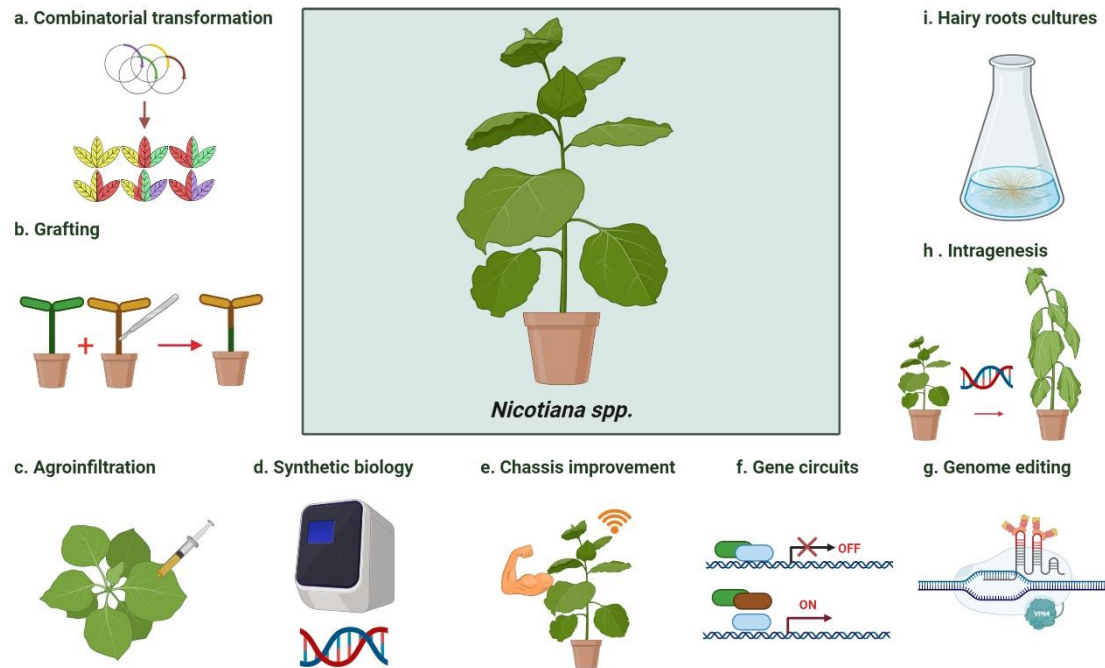 a. Combinatorial transformation
i. Hairy roots cultures
b. Grafting
h . Intragenesis
+
Nicotiana spp.
c. Agroinfiltration
d. Synthetic biology
e. Chassis improvement
f. Gene circuits
g. Genome editing
OFF
ON
VP64